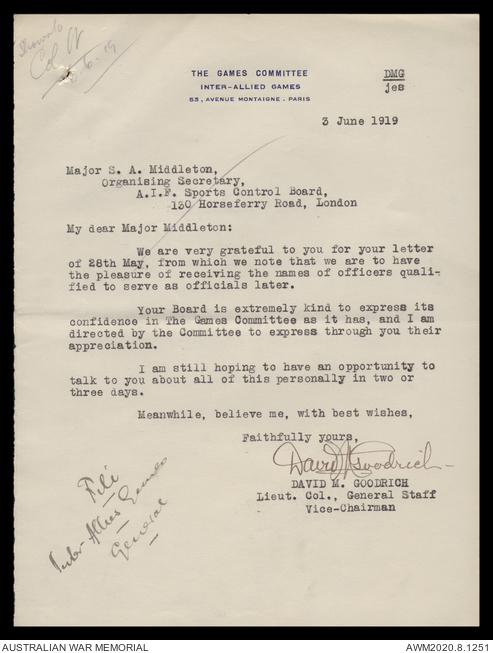 Col. W
6.19
THE GAMES COMMITTEE
INTER-ALLIED GAMES
53, AVENUE MONTAIGNE . PARIS
DMG
jes
3 June 1919
Major S. A. Middleton,
Organising Secretary,
A.I.F. Sports Control Board,
130 Horseferry Road, London
My dear Major Middleton:
We are very grateful to you for your letter
of 28th May, from which we note that we are to have
the pleasure of receiving the names of officers quali-
fied to serve as officials later.
Your Board is extremely kind to express its
confidence in The Games Committee as it has, and I am
directed by the Committee to express through you their
appreciation.
I am still hoping to have an opportunity to
talk to you about all of this personally in two or
three days.
Meanwhile, believe me, with best wishes,
Faithfully yours,
David M Goodrich
DAVID M. GOODRICH
Lieut. Col., General Staff
Vice-Chairman
File
Inter-Allies Games
General
AUSTRALIAN WAR MEMORIAL
AWM2020.8.1251